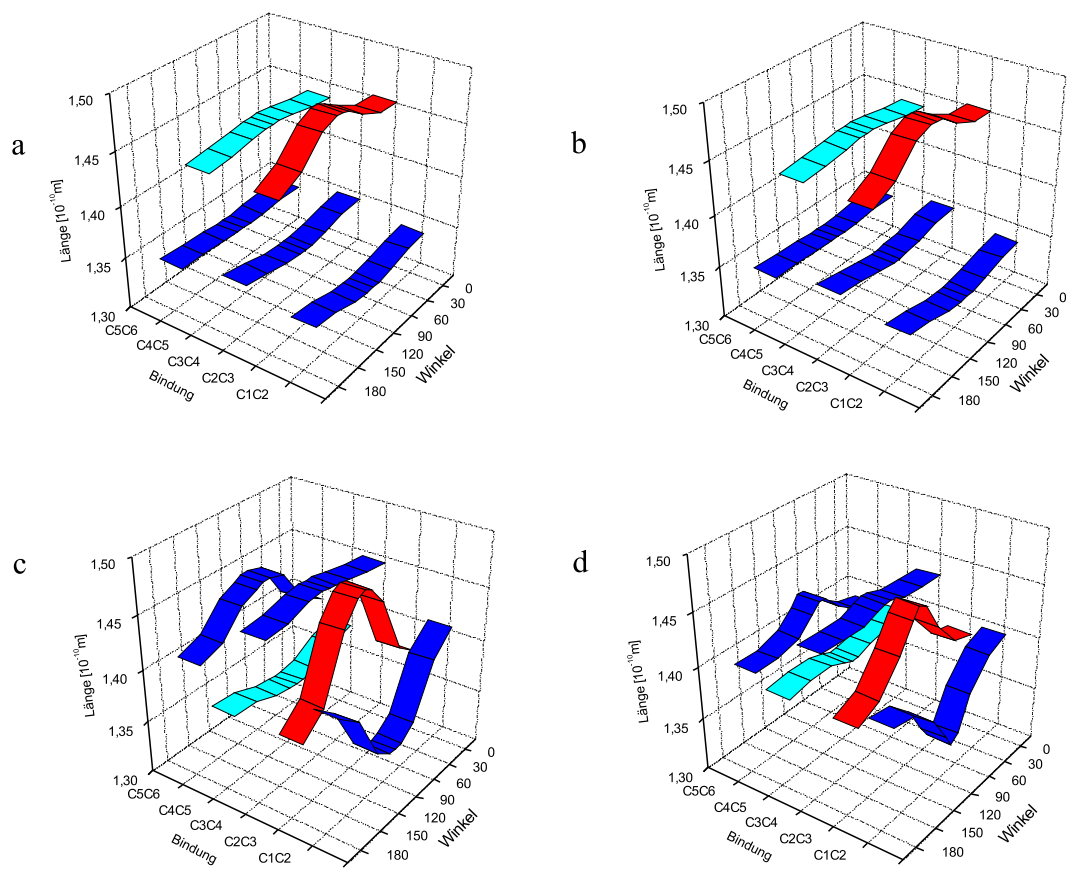 a
1,50
1,45
1,40
1,35
1,30
Länge [10⁻¹⁰m]
C5C6
C4C5
C3C4
C2C3
C1C2
Bindung
0
30
60
90
120
150
180
Winkel
b
1,50
1,45
1,40
1,35
1,30
Länge [10⁻¹⁰m]
C5C6
C4C5
C3C4
C2C3
C1C2
Bindung
0
30
60
90
120
150
180
Winkel
c
1,50
1,45
1,40
1,35
1,30
Länge [10⁻¹⁰m]
C5C6
C4C5
C3C4
C2C3
C1C2
Bindung
0
30
60
90
120
150
180
Winkel
d
1,50
1,45
1,40
1,35
1,30
Länge [10⁻¹⁰m]
C5C6
C4C5
C3C4
C2C3
C1C2
Bindung
0
30
60
90
120
150
180
Winkel